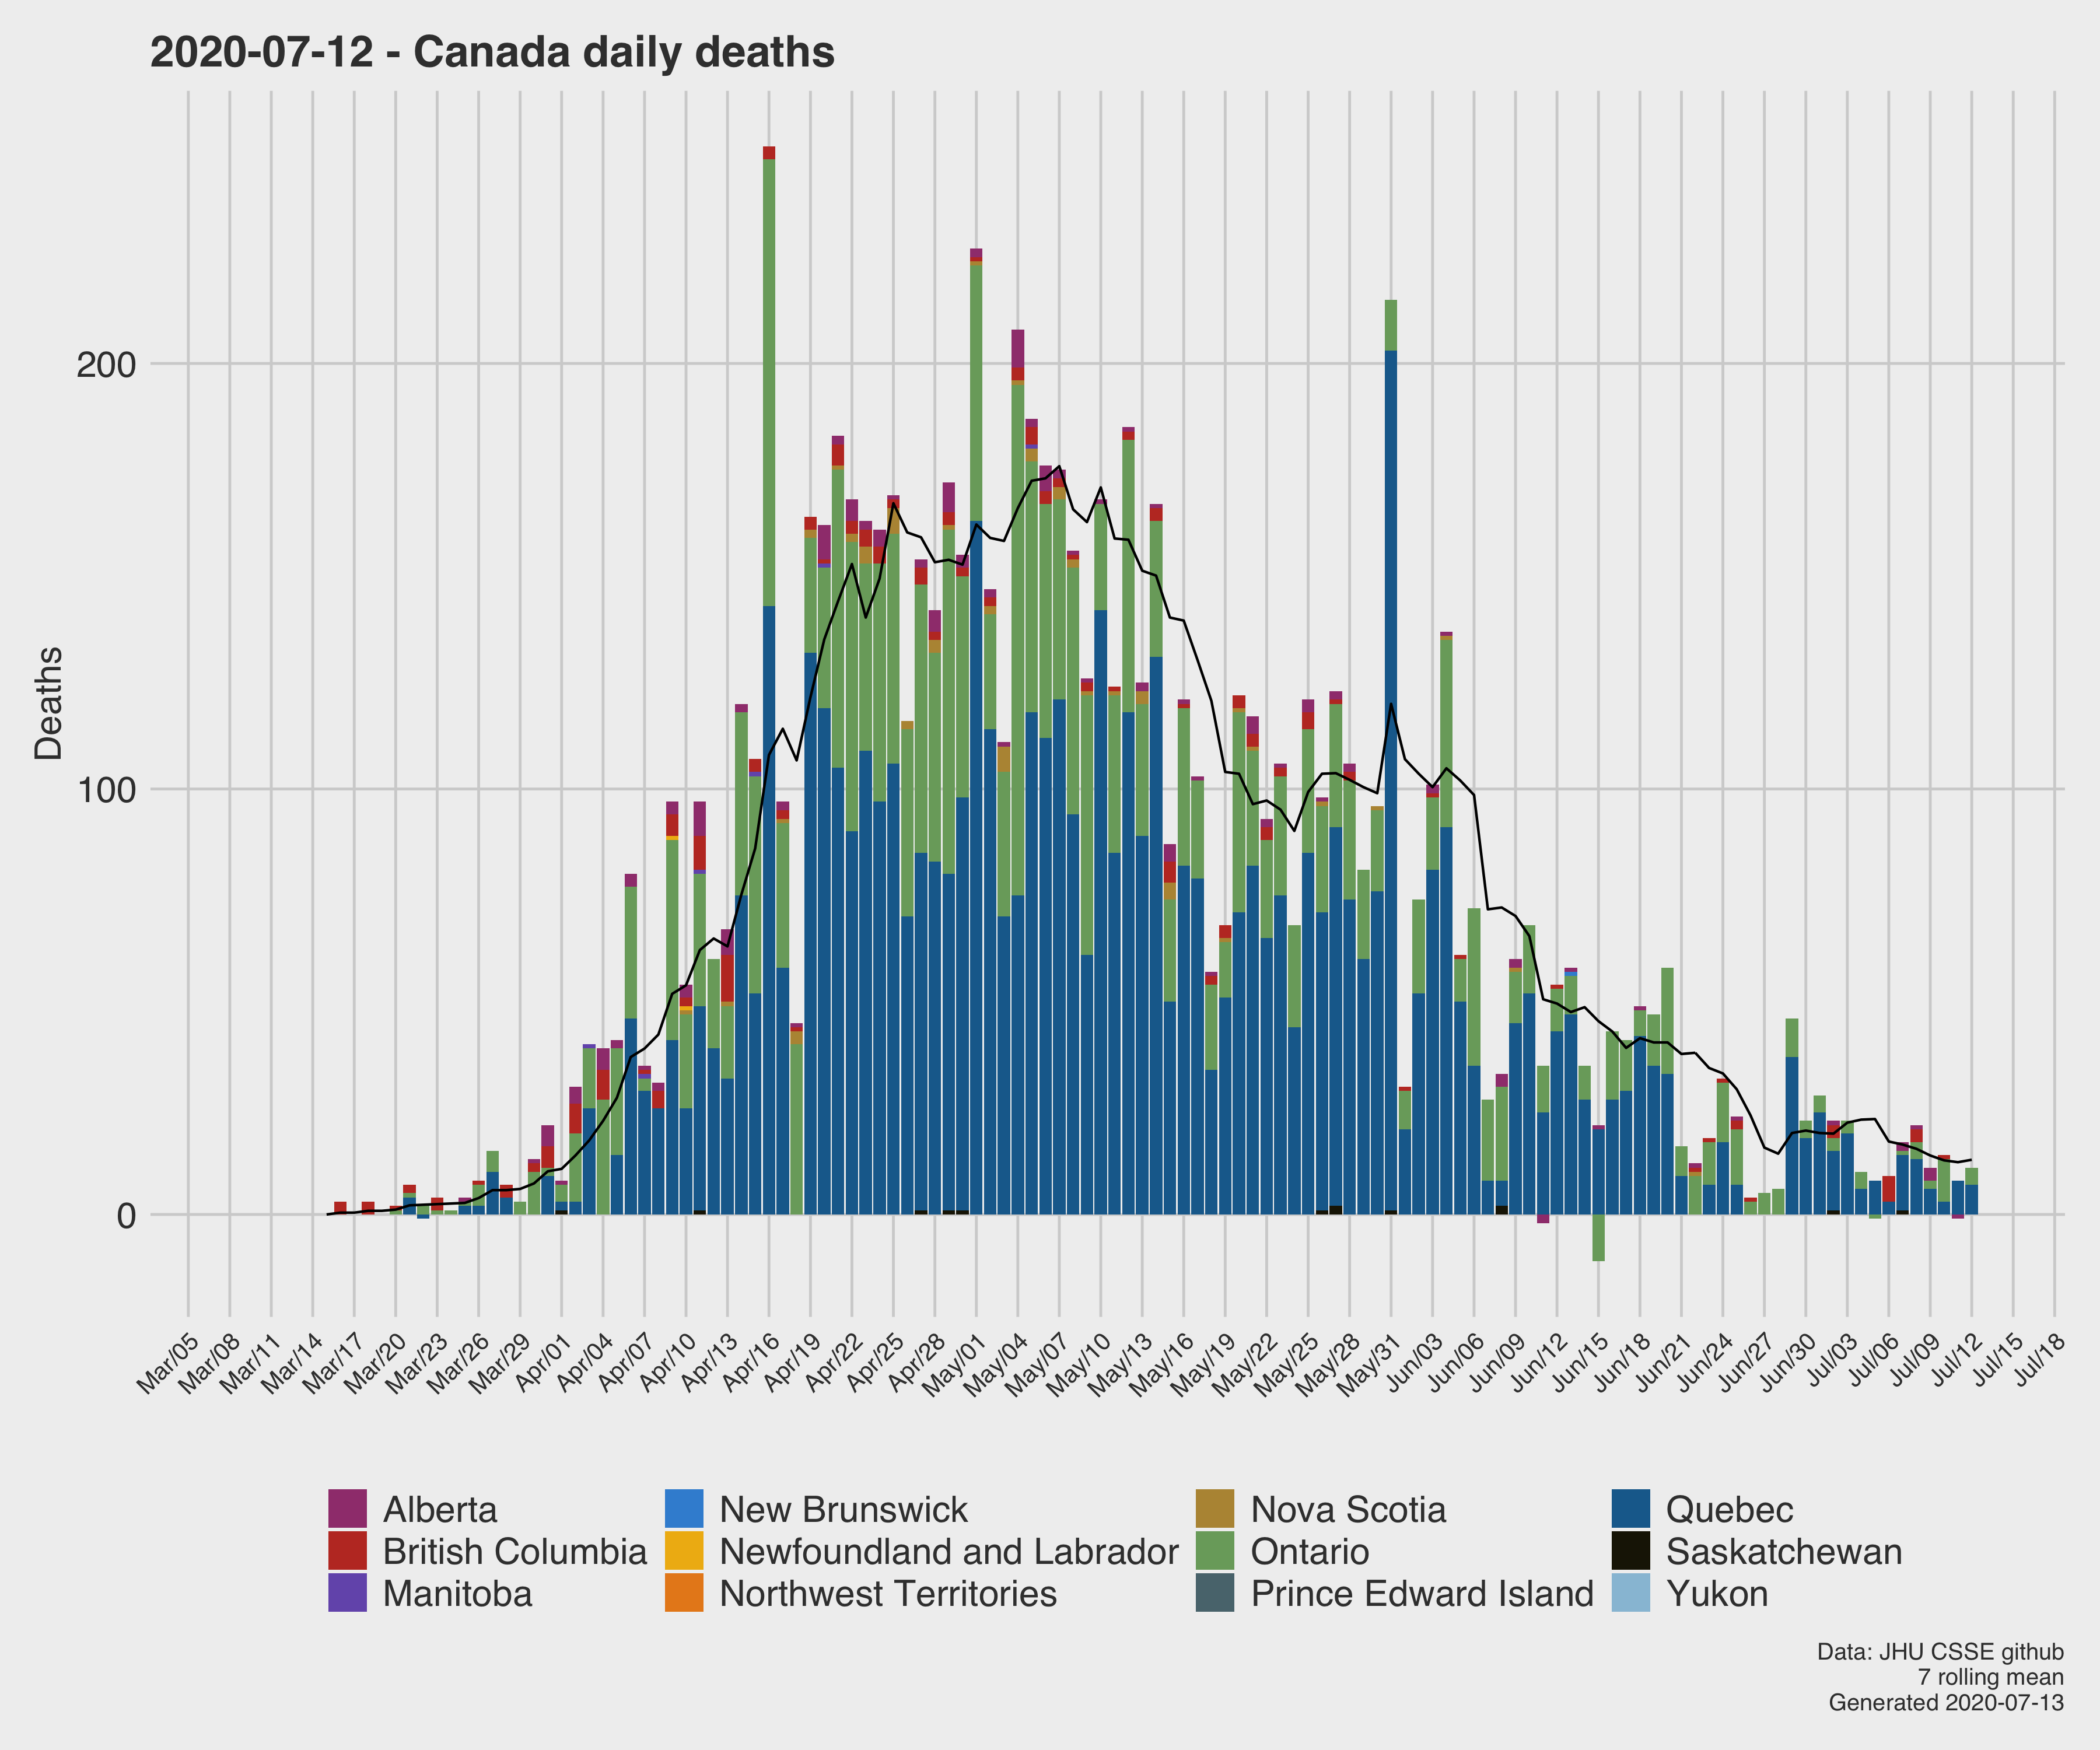 2020-07-12 - Canada daily deaths
Deaths
200
100
0
Mar/05 Mar/08 Mar/11 Mar/14 Mar/17 Mar/20 Mar/23 Mar/26 Mar/29 Apr/01 Apr/04 Apr/07 Apr/10 Apr/13 Apr/16 Apr/19 Apr/22 Apr/25 Apr/28 May/01 May/04 May/07 May/10 May/13 May/16 May/19 May/22 May/25 May/28 May/31 Jun/03 Jun/06 Jun/09 Jun/12 Jun/15 Jun/18 Jun/21 Jun/24 Jun/27 Jun/30 Jul/03 Jul/06 Jul/09 Jul/12 Jul/15 Jul/18
Alberta New Brunswick Nova Scotia Quebec
British Columbia Newfoundland and Labrador Ontario Saskatchewan
Manitoba Northwest Territories Prince Edward Island Yukon
Data: JHU CSSE github
7 rolling mean
Generated 2020-07-13